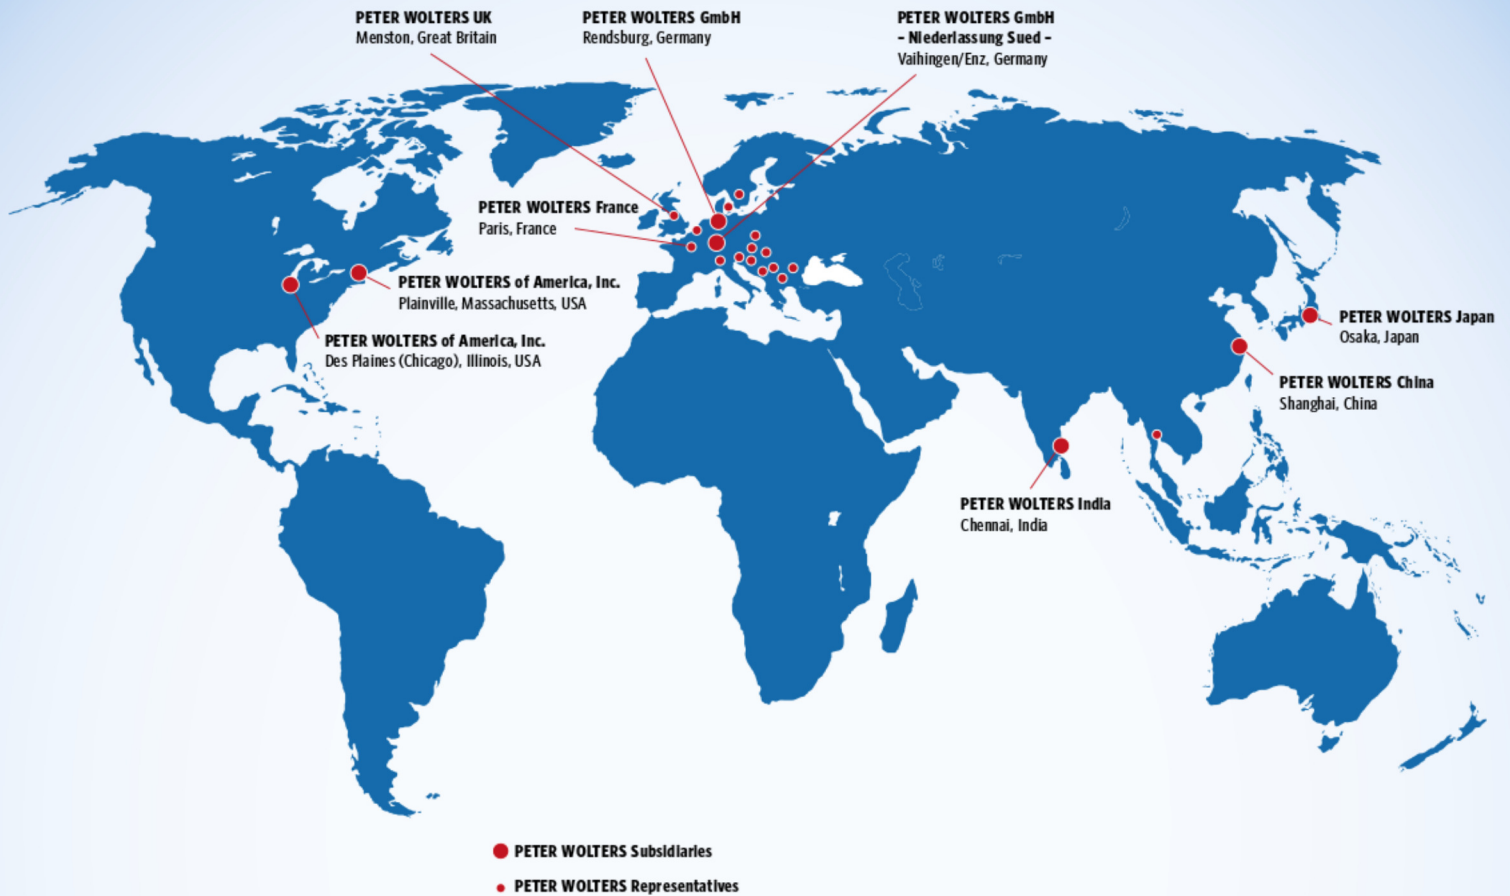 PETER WOLTERS UK
Menston, Great Britain
PETER WOLTERS GmbH
Rendsburg, Germany
PETER WOLTERS GmbH
– Niederlassung Sued –
Vaihingen/Enz, Germany
PETER WOLTERS France
Paris, France
PETER WOLTERS of America, Inc.
Plainville, Massachusetts, USA
PETER WOLTERS of America, Inc.
Des Plaines (Chicago), Illinois, USA
PETER WOLTERS Japan
Osaka, Japan
PETER WOLTERS China
Shanghai, China
PETER WOLTERS India
Chennai, India
PETER WOLTERS Subsidiaries
PETER WOLTERS Representatives